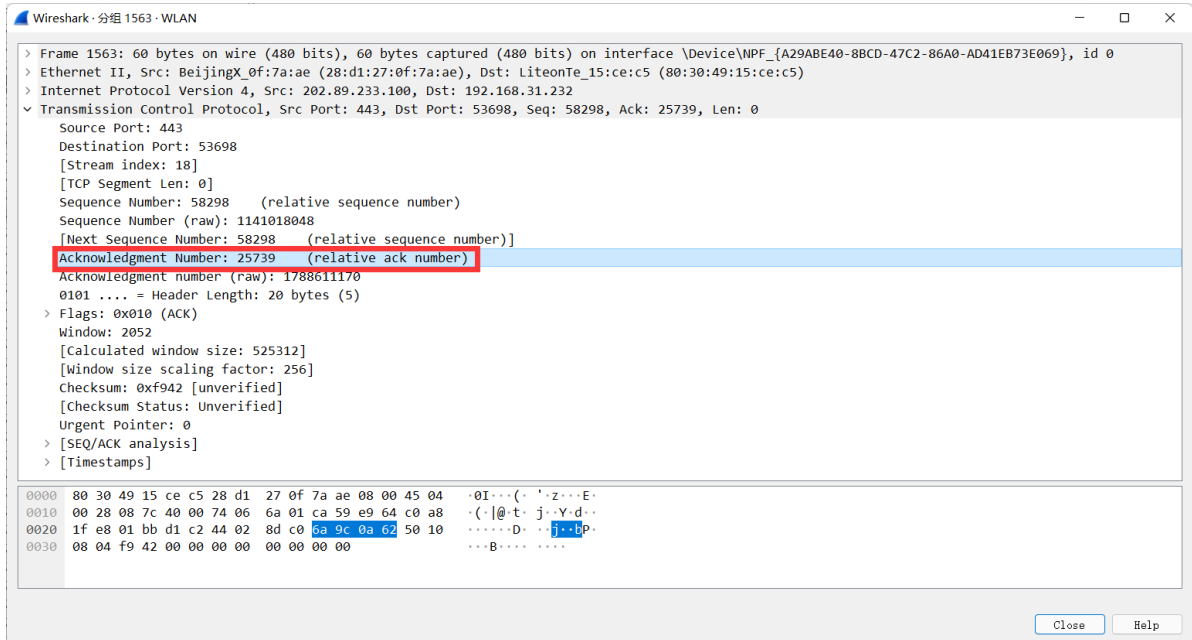 Wireshark · 分组 1563 · WLAN
> Frame 1563: 60 bytes on wire (480 bits), 60 bytes captured (480 bits) on interface \Device\NPF_{A29ABE40-8BCD-47C2-86A0-AD41EB73E069}, id 0
> Ethernet II, Src: BeijingX_0f:7a:ae (28:d1:27:0f:7a:ae), Dst: LiteonTe_15:ce:c5 (80:30:49:15:ce:c5)
> Internet Protocol Version 4, Src: 202.89.233.100, Dst: 192.168.31.232
Transmission Control Protocol, Src Port: 443, Dst Port: 53698, Seq: 58298, Ack: 25739, Len: 0
Source Port: 443
Destination Port: 53698
[Stream index: 18]
[TCP Segment Len: 0]
Sequence Number: 58298    (relative sequence number)
Sequence Number (raw): 1141018048
[Next Sequence Number: 58298    (relative sequence number)]
Acknowledgment Number: 25739    (relative ack number)
Acknowledgment number (raw): 1788611170
0101 .... = Header Length: 20 bytes (5)
> Flags: 0x010 (ACK)
Window: 2052
[Calculated window size: 525312]
[Window size scaling factor: 256]
Checksum: 0xf942 [unverified]
[Checksum Status: Unverified]
Urgent Pointer: 0
> [SEQ/ACK analysis]
> [Timestamps]
0000  80 30 49 15 ce c5 28 d1  27 0f 7a ae 08 00 45 04  ·0I···(· '·z···E·
0010  00 28 08 7c 40 00 74 06  6a 01 ca 59 e9 64 c0 a8  ·(·|@·t· j··Y·d··
0020  1f e8 01 bb d1 c2 44 02  8d c0 6a 9c 0a 62 50 10  ······D· ··j··bP·
0030  08 04 f9 42 00 00 00 00  00 00 00 00  ···B···· ····
Close  Help